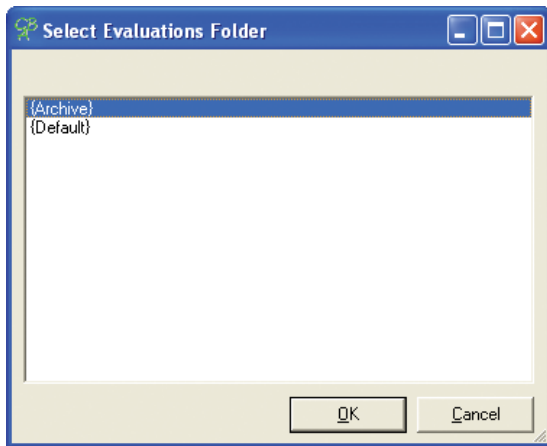 Select Evaluations Folder
{Archive}
{Default}
OK
Cancel